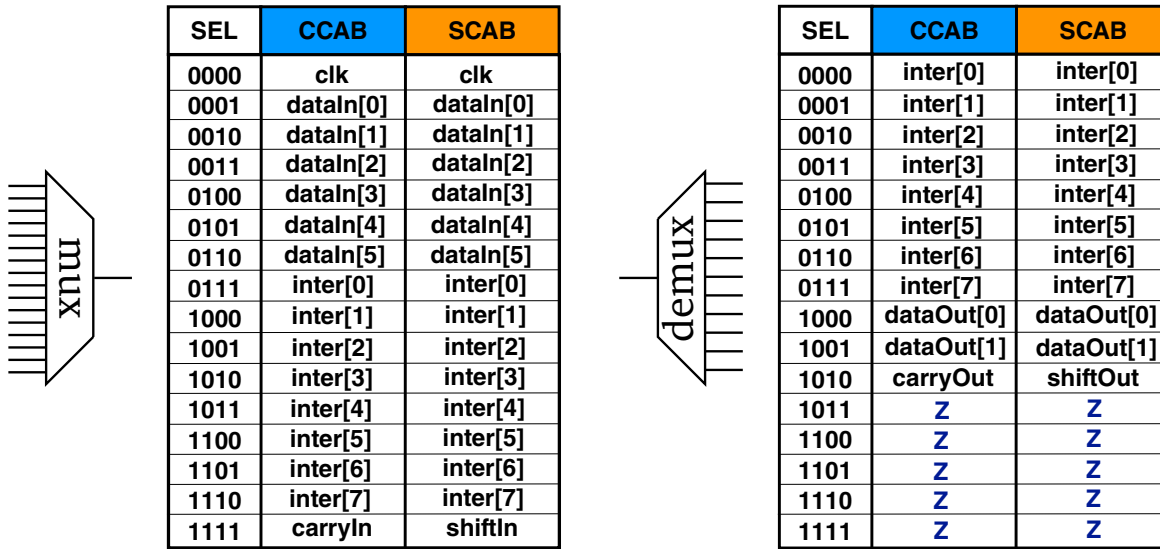 SEL CCAB SCAB
0000 clk clk
0001 dataIn[0] dataIn[0]
0010 dataIn[1] dataIn[1]
0011 dataIn[2] dataIn[2]
0100 dataIn[3] dataIn[3]
0101 dataIn[4] dataIn[4]
0110 dataIn[5] dataIn[5]
0111 inter[0] inter[0]
1000 inter[1] inter[1]
1001 inter[2] inter[2]
1010 inter[3] inter[3]
1011 inter[4] inter[4]
1100 inter[5] inter[5]
1101 inter[6] inter[6]
1110 inter[7] inter[7]
1111 carryIn shiftIn
mux
SEL CCAB SCAB
0000 inter[0] inter[0]
0001 inter[1] inter[1]
0010 inter[2] inter[2]
0011 inter[3] inter[3]
0100 inter[4] inter[4]
0101 inter[5] inter[5]
0110 inter[6] inter[6]
0111 inter[7] inter[7]
1000 dataOut[0] dataOut[0]
1001 dataOut[1] dataOut[1]
1010 carryOut shiftOut
1011 Z Z
1100 Z Z
1101 Z Z
1110 Z Z
1111 Z Z
demux